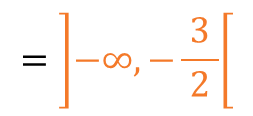 = ]−∞, −3/2[